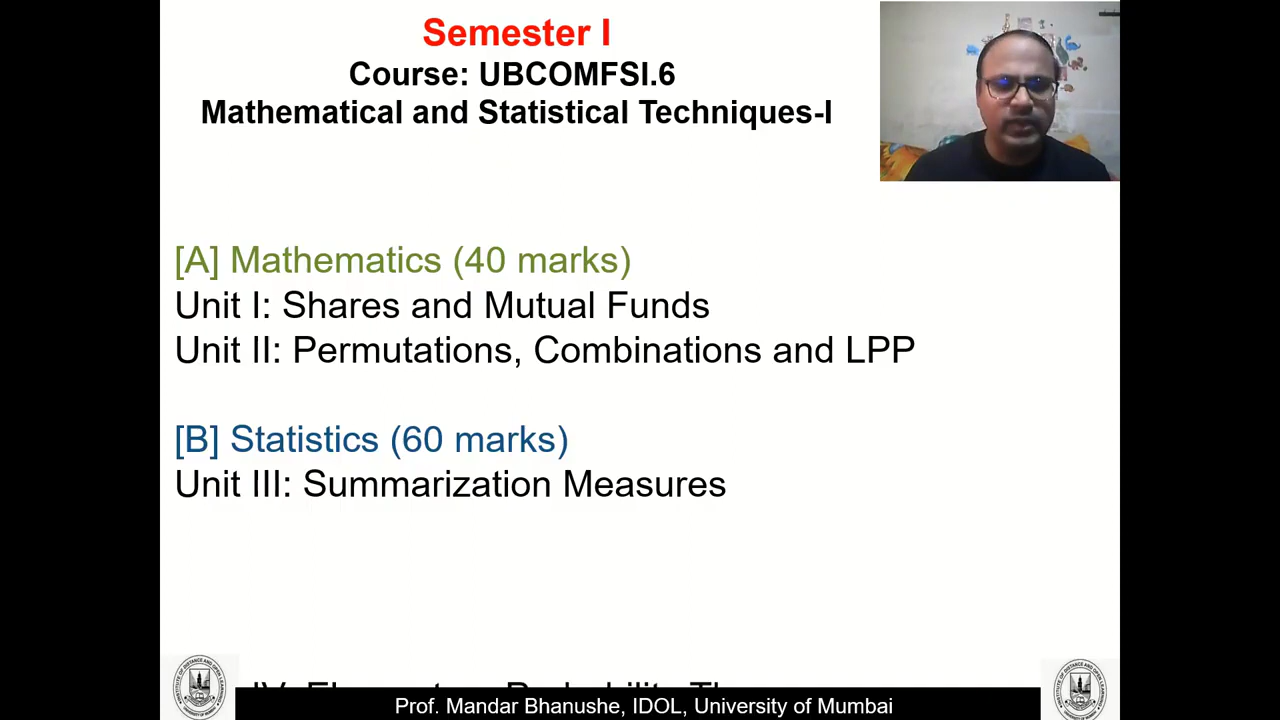 Semester I
Course: UBCOMFSI.6
Mathematical and Statistical Techniques-I
[A] Mathematics (40 marks)
Unit I: Shares and Mutual Funds
Unit II: Permutations, Combinations and LPP
[B] Statistics (60 marks)
Unit III: Summarization Measures
Prof. Mandar Bhanushe, IDOL, University of Mumbai